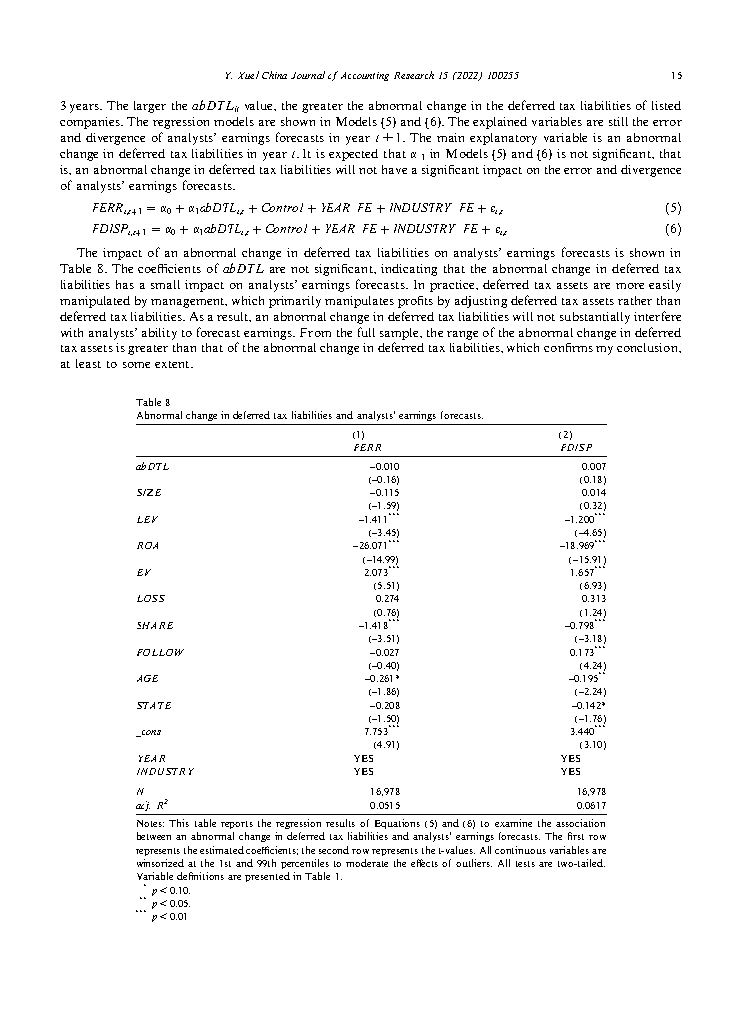 Y. Xue/China Journal of Accounting Research 15 (2022) 100255
15
3 years. The larger the abDTLit value, the greater the abnormal change in the deferred tax liabilities of listed
companies. The regression models are shown in Models (5) and (6). The explained variables are still the error
and divergence of analysts' earnings forecasts in year t + 1. The main explanatory variable is an abnormal
change in deferred tax liabilities in year t. It is expected that α 1 in Models (5) and (6) is not significant, that
is, an abnormal change in deferred tax liabilities will not have a significant impact on the error and divergence
of analysts' earnings forecasts.
FERRi,t+1 = α0 + α1abDTLi,t + Control + YEAR FE + INDUSTRY FE + ei,t (5)
FDISPi,t+1 = α0 + α1abDTLi,t + Control + YEAR FE + INDUSTRY FE + ei,t (6)
The impact of an abnormal change in deferred tax liabilities on analysts' earnings forecasts is shown in
Table 8. The coefficients of abDTL are not significant, indicating that the abnormal change in deferred tax
liabilities has a small impact on analysts' earnings forecasts. In practice, deferred tax assets are more easily
manipulated by management, which primarily manipulates profits by adjusting deferred tax assets rather than
deferred tax liabilities. As a result, an abnormal change in deferred tax liabilities will not substantially interfere
with analysts' ability to forecast earnings. From the full sample, the range of the abnormal change in deferred
tax assets is greater than that of the abnormal change in deferred tax liabilities, which confirms my conclusion,
at least to some extent.
Table 8
Abnormal change in deferred tax liabilities and analysts' earnings forecasts.
(1) (2)
FERR FDISP
abDTL –0.010 0.007
(–0.16) (0.18)
SIZE –0.115 0.014
(–1.59) (0.32)
LEV –1.411*** –1.200***
(–3.45) (–4.65)
ROA –26.071*** –18.969***
(–14.99) (–15.91)
EV 2.073*** 1.657***
(5.51) (6.93)
LOSS 0.274 0.313
(0.76) (1.24)
SHARE –1.418*** –0.798***
(–3.51) (–3.18)
FOLLOW –0.027 0.173***
(–0.40) (4.24)
AGE –0.261* –0.195**
(–1.86) (–2.24)
STATE –0.208 –0.142*
(–1.50) (–1.76)
_cons 7.753*** 3.440***
(4.91) (3.10)
YEAR YES YES
INDUSTRY YES YES
N 16,978 16,978
adj. R2 0.0515 0.0617
Notes: This table reports the regression results of Equations (5) and (6) to examine the association
between an abnormal change in deferred tax liabilities and analysts' earnings forecasts. The first row
represents the estimated coefficients; the second row represents the t-values. All continuous variables are
winsorized at the 1st and 99th percentiles to moderate the effects of outliers. All tests are two-tailed.
Variable definitions are presented in Table 1.
* p < 0.10.
** p < 0.05.
*** p < 0.01